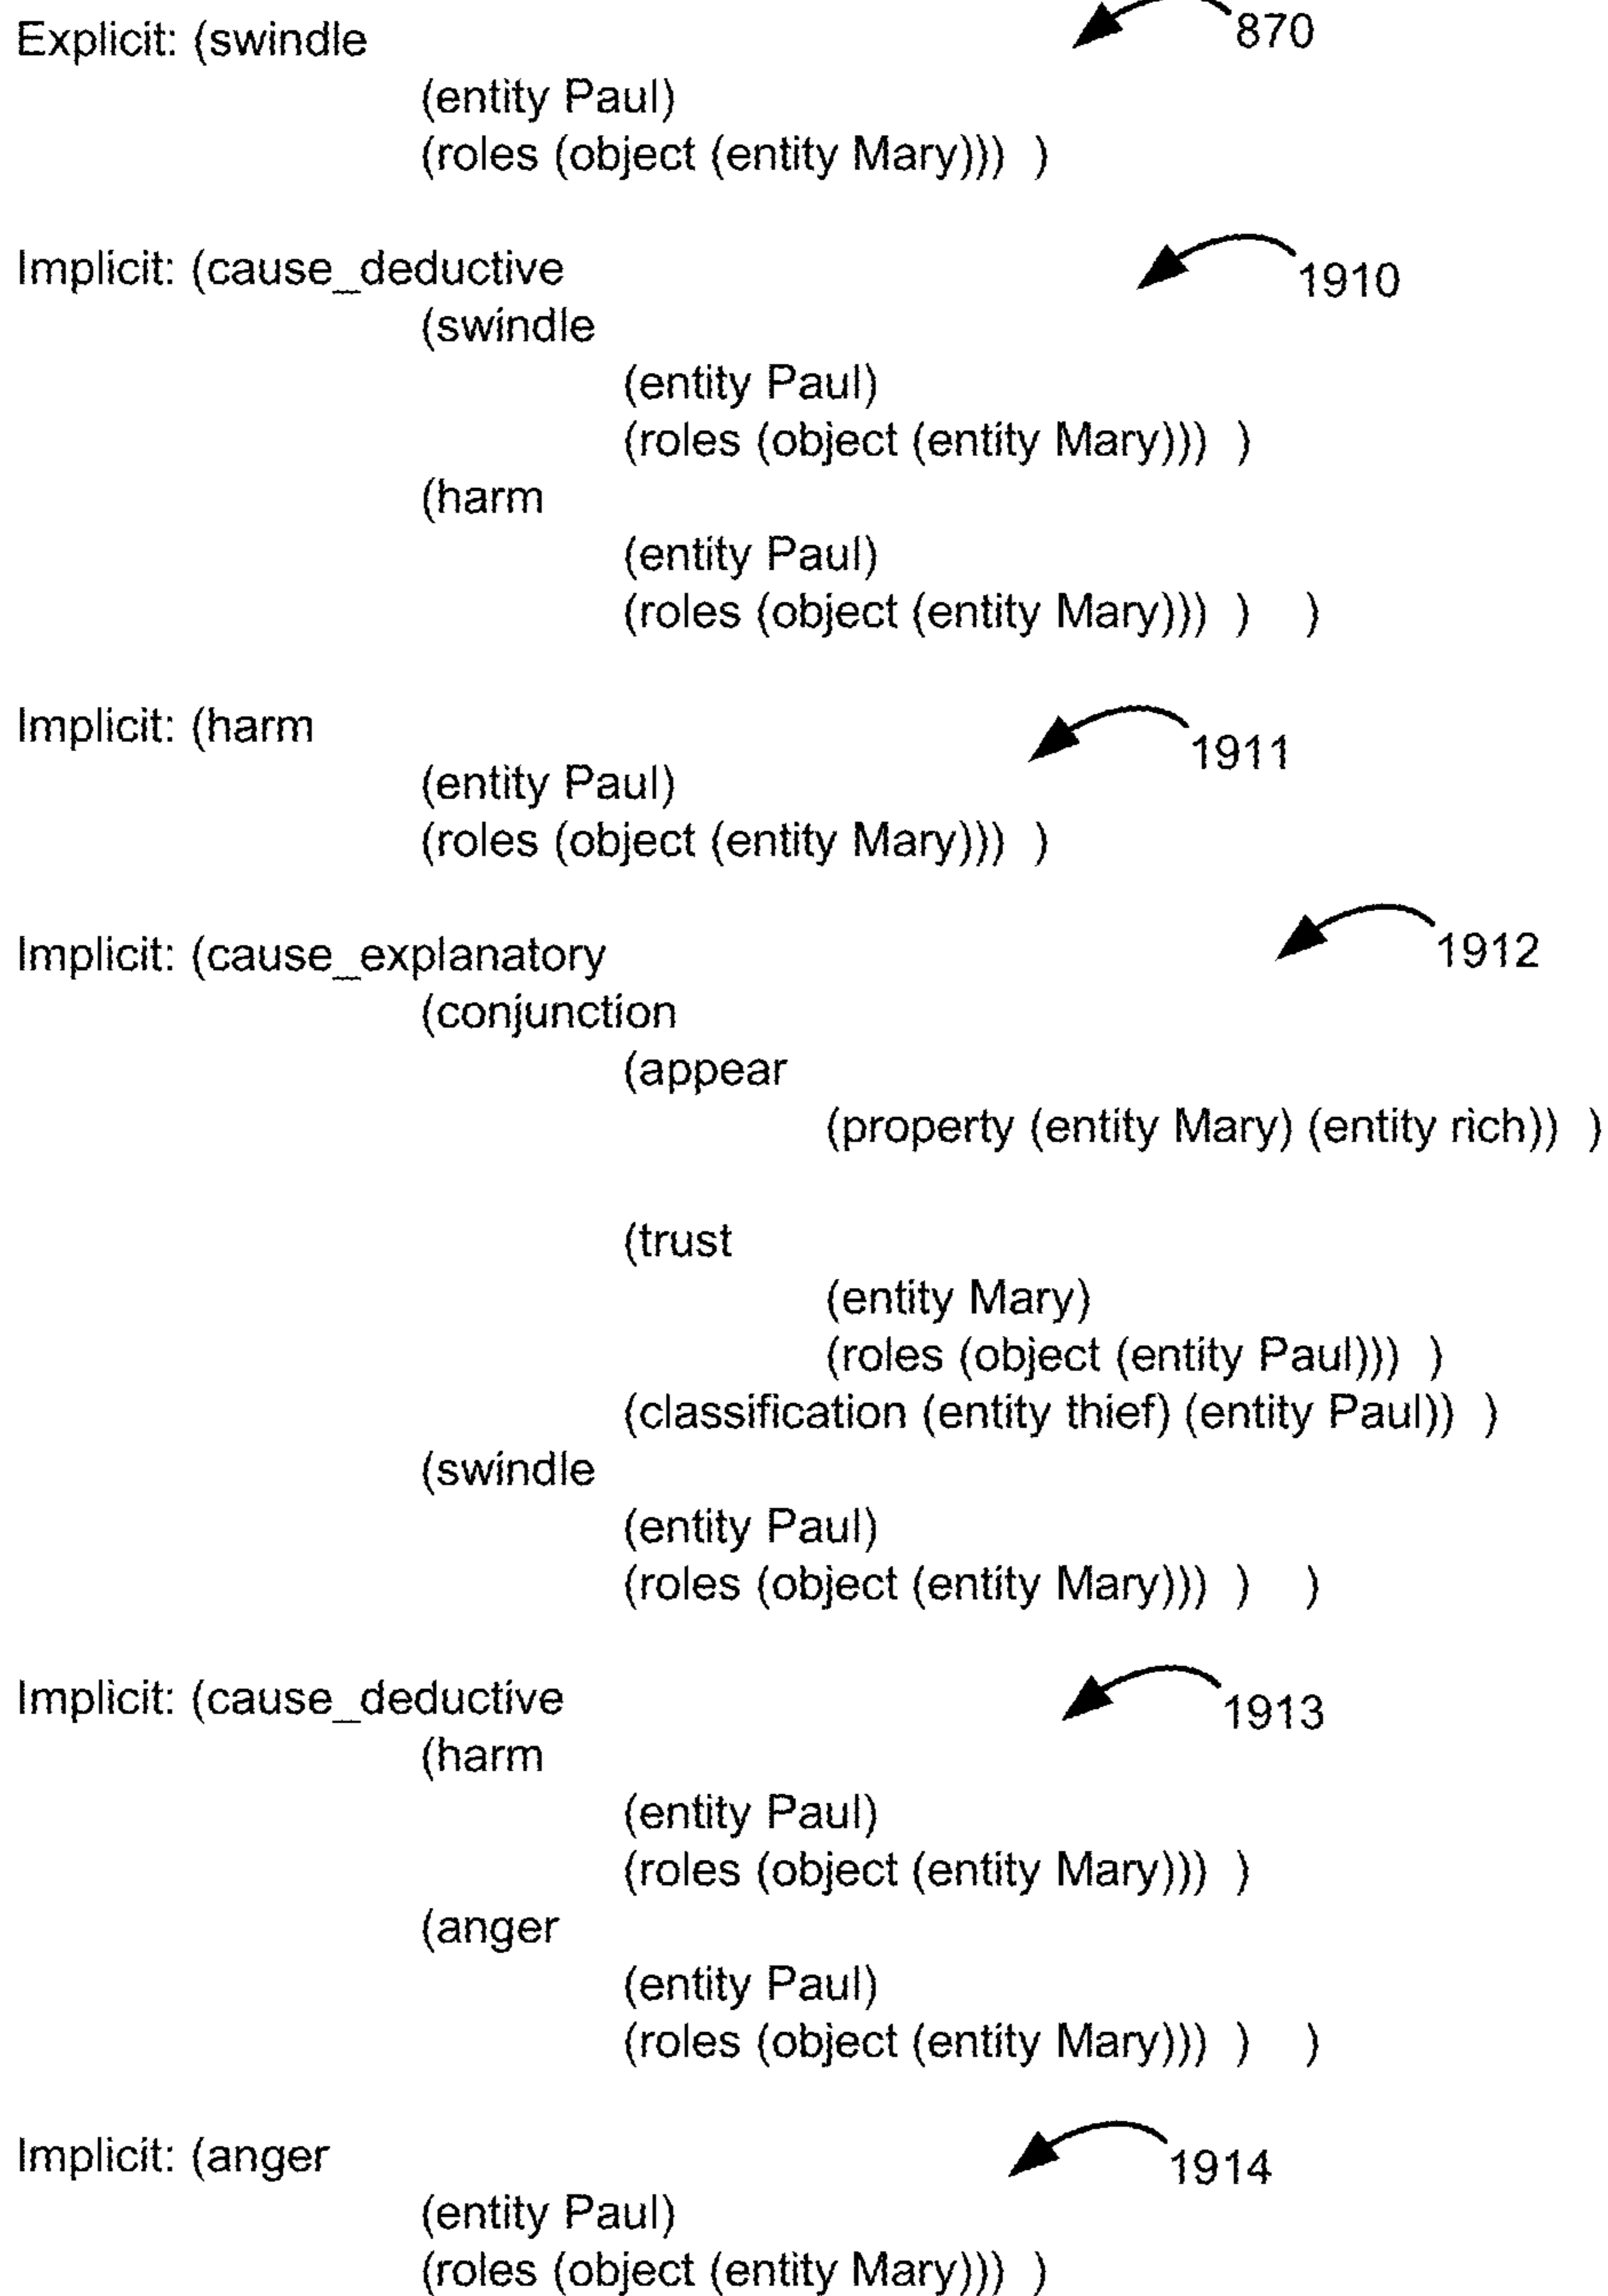 Explicit: (swindle 870
(entity Paul)
(roles (object (entity Mary))) )
Implicit: (cause_deductive 1910
(swindle
(entity Paul)
(roles (object (entity Mary))) )
(harm
(entity Paul)
(roles (object (entity Mary))) ) )
Implicit: (harm 1911
(entity Paul)
(roles (object (entity Mary))) )
Implicit: (cause_explanatory 1912
(conjunction
(appear
(property (entity Mary) (entity rich)) )
(trust
(entity Mary)
(roles (object (entity Paul))) )
(classification (entity thief) (entity Paul)) )
(swindle
(entity Paul)
(roles (object (entity Mary))) ) )
Implicit: (cause_deductive 1913
(harm
(entity Paul)
(roles (object (entity Mary))) )
(anger
(entity Paul)
(roles (object (entity Mary))) ) )
Implicit: (anger 1914
(entity Paul)
(roles (object (entity Mary))) )